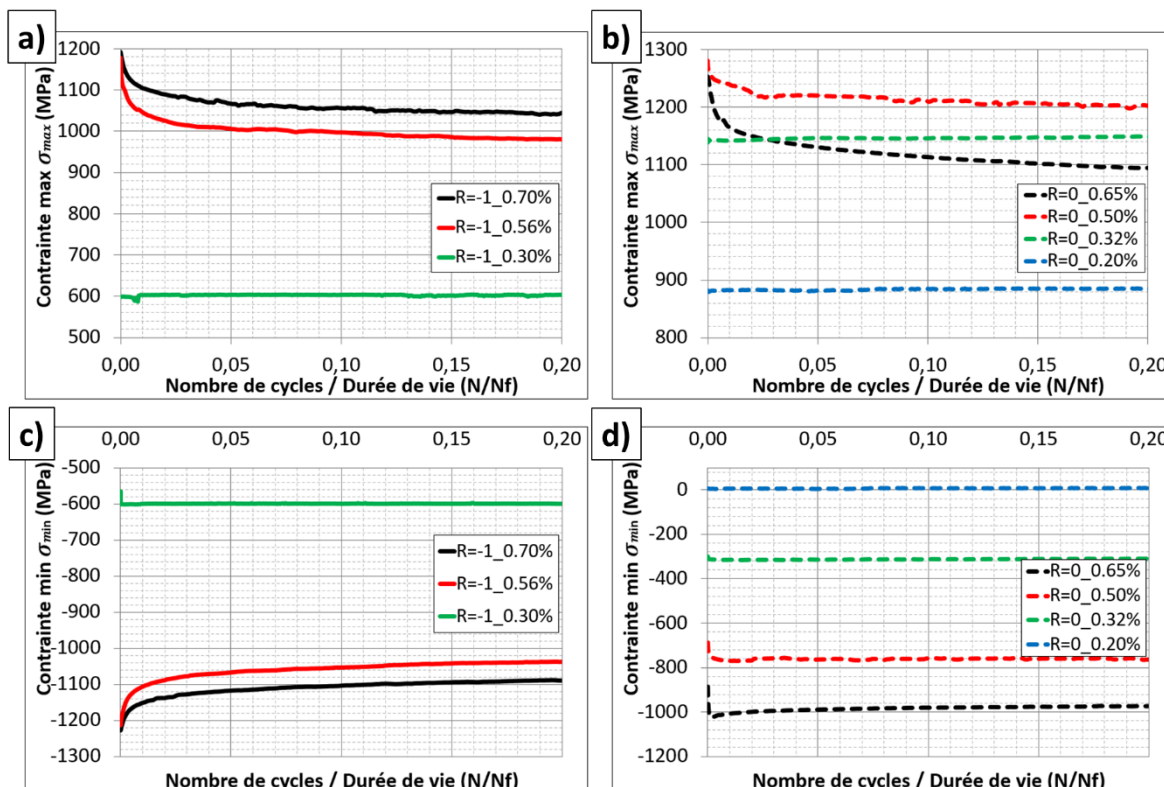 a)
Contrainte max σmax (MPa)
1200
1100
1000
900
800
700
600
500
R=-1_0.70%
R=-1_0.56%
R=-1_0.30%
0,00 0,05 0,10 0,15 0,20
Nombre de cycles / Durée de vie (N/Nf)
b)
Contrainte max σmax (MPa)
1300
1200
1100
1000
900
800
R=0_0.65%
R=0_0.50%
R=0_0.32%
R=0_0.20%
0,00 0,05 0,10 0,15 0,20
Nombre de cycles / Durée de vie (N/Nf)
c)
0,00 0,05 0,10 0,15 0,20
Contrainte min σmin (MPa)
-500
-600
-700
-800
-900
-1000
-1100
-1200
-1300
R=-1_0.70%
R=-1_0.56%
R=-1_0.30%
Nombre de cycles / Durée de vie (N/Nf)
d)
0,00 0,05 0,10 0,15 0,20
Contrainte min σmin (MPa)
0
-200
-400
-600
-800
-1000
-1200
R=0_0.65%
R=0_0.50%
R=0_0.32%
R=0_0.20%
Nombre de cycles / Durée de vie (N/Nf)